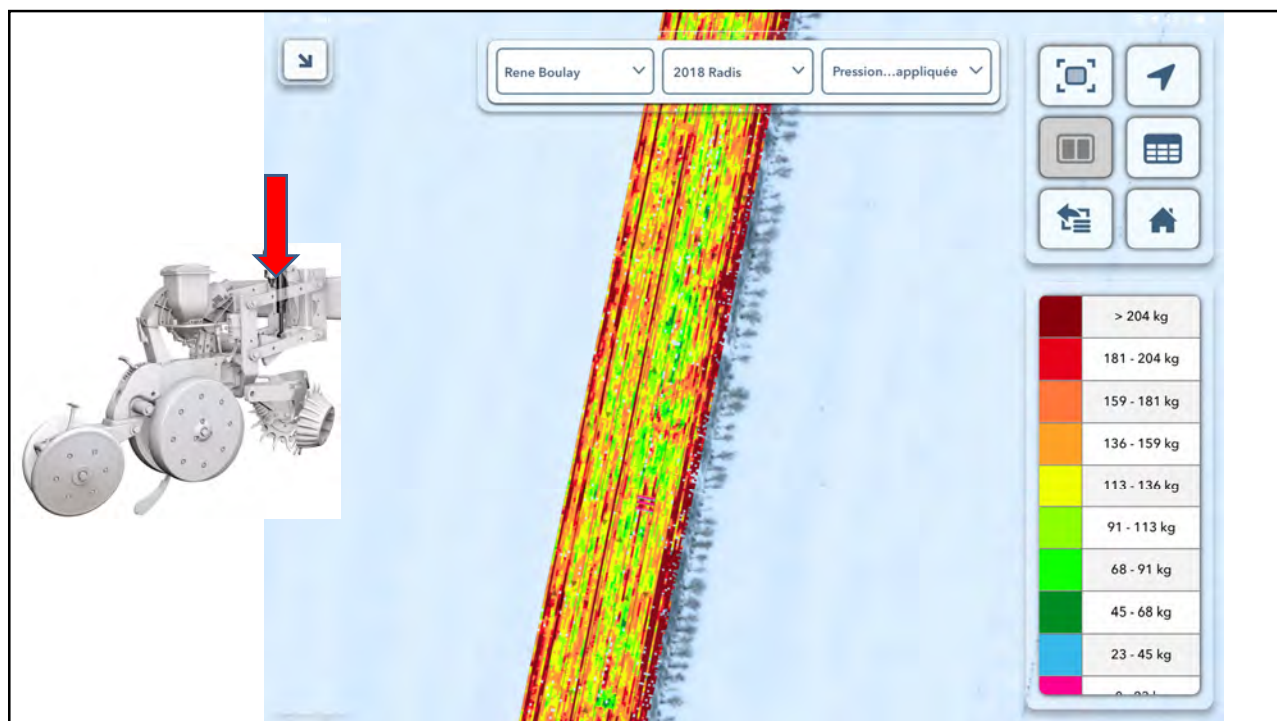 Rene Boulay
2018 Radis
Pression...appliquée
> 204 kg
181 - 204 kg
159 - 181 kg
136 - 159 kg
113 - 136 kg
91 - 113 kg
68 - 91 kg
45 - 68 kg
23 - 45 kg